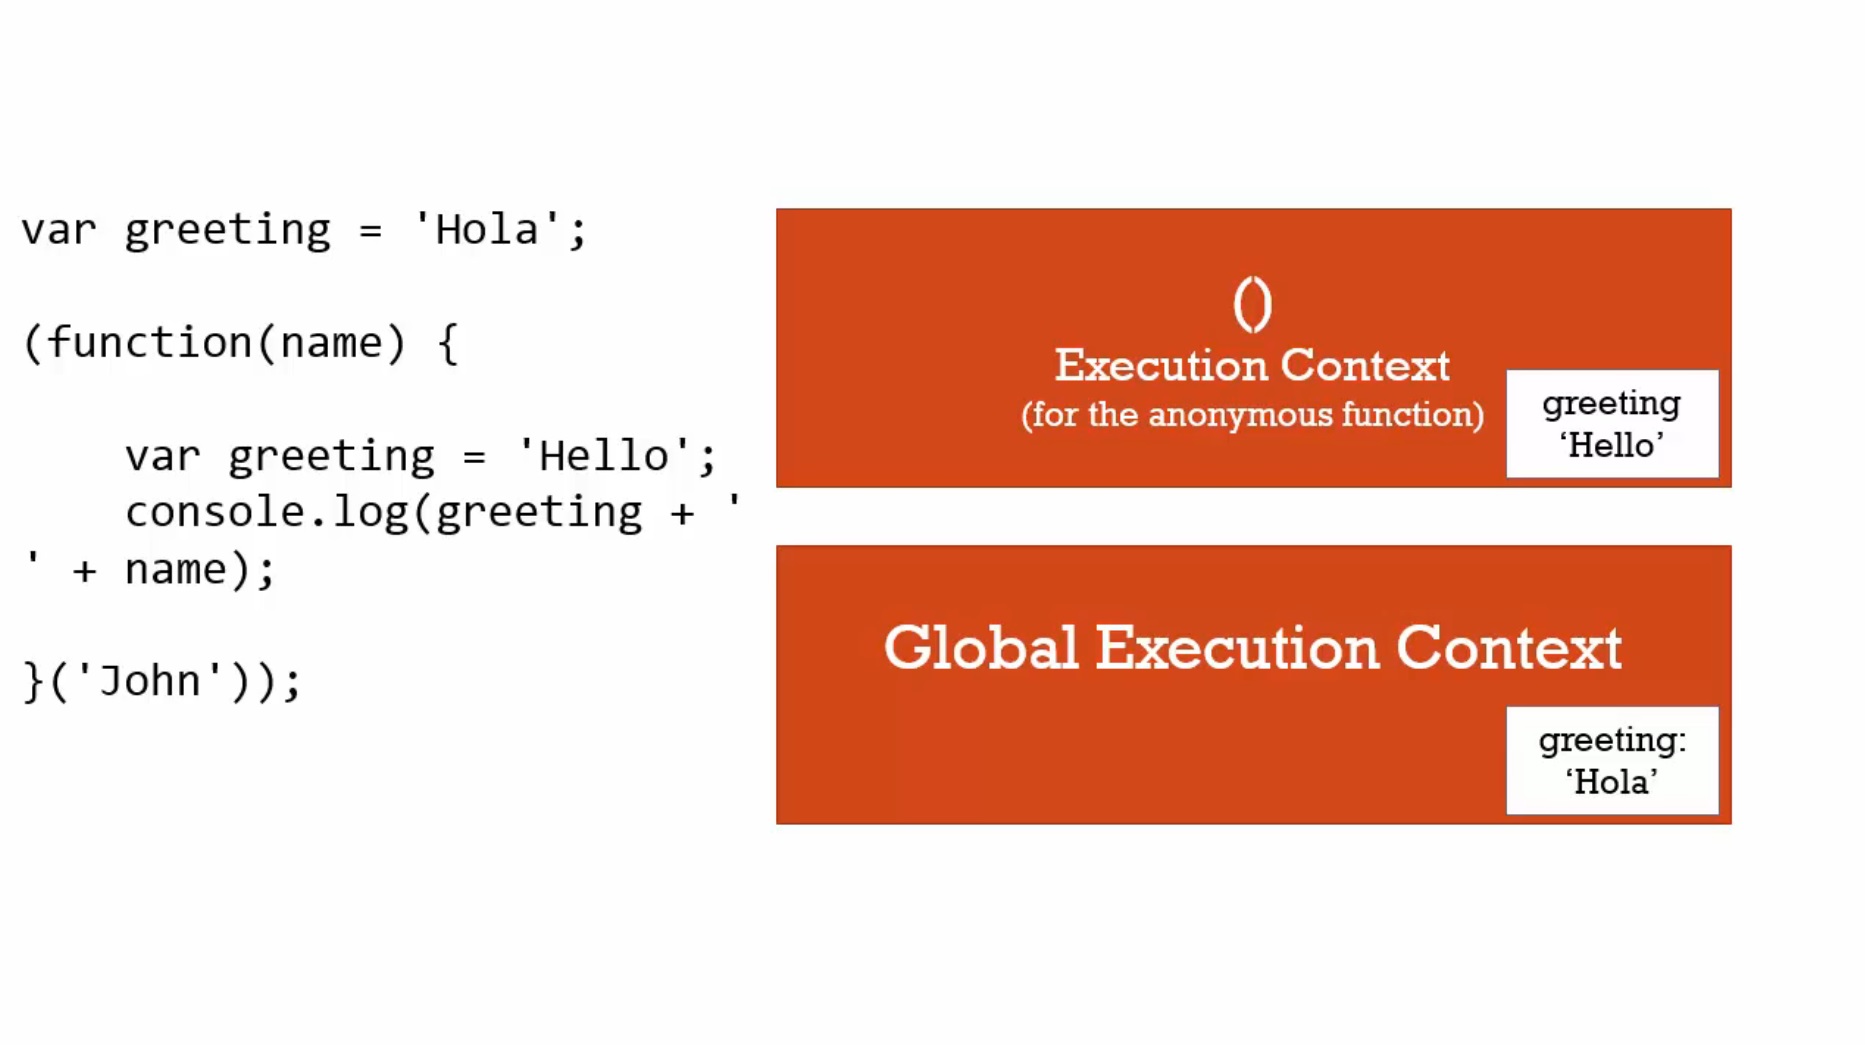 var greeting = 'Hola';
(function(name) {
var greeting = 'Hello';
console.log(greeting + '
' + name);
}('John'));
()
Execution Context
(for the anonymous function)
greeting
‘Hello’
Global Execution Context
greeting:
‘Hola’